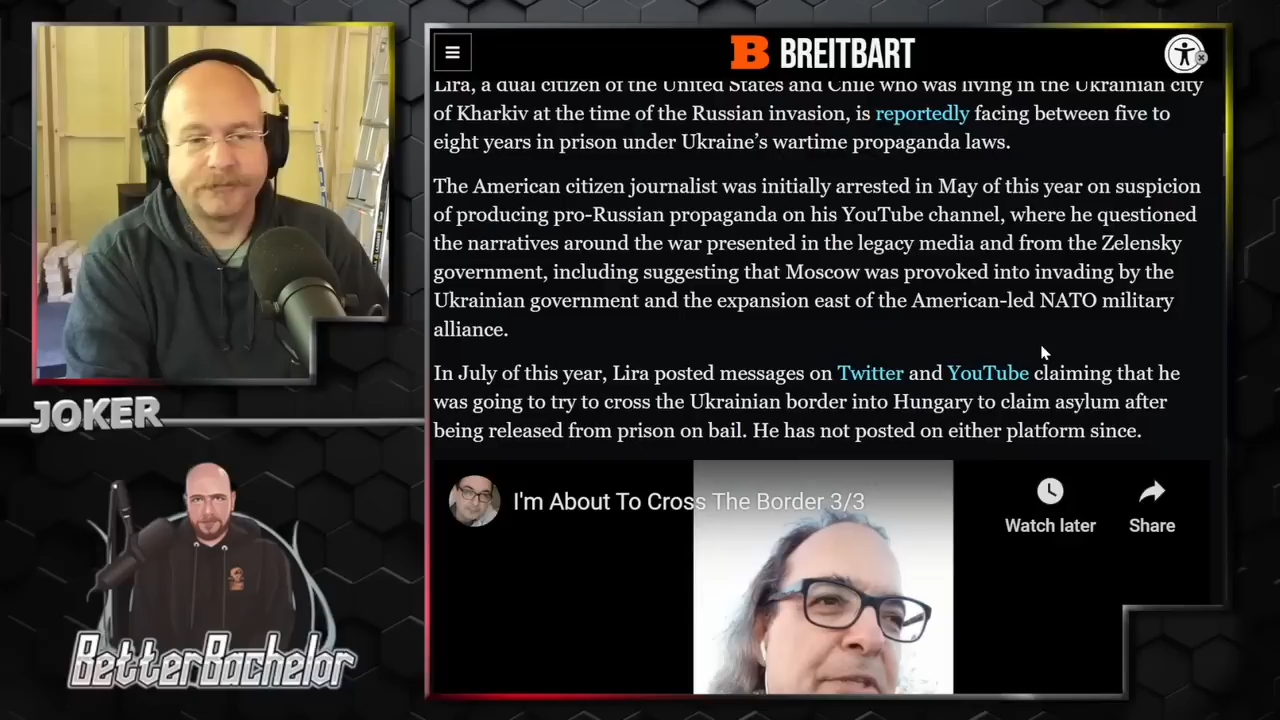 BREITBART
Lira, a dual citizen of the United States and Chile who was living in the Ukrainian city
of Kharkiv at the time of the Russian invasion, is reportedly facing between five to
eight years in prison under Ukraine's wartime propaganda laws.
The American citizen journalist was initially arrested in May of this year on suspicion
of producing pro-Russian propaganda on his YouTube channel, where he questioned
the narratives around the war presented in the legacy media and from the Zelensky
government, including suggesting that Moscow was provoked into invading by the
Ukrainian government and the expansion east of the American-led NATO military
alliance.
In July of this year, Lira posted messages on Twitter and YouTube claiming that he
was going to try to cross the Ukrainian border into Hungary to claim asylum after
being released from prison on bail. He has not posted on either platform since.
I'm About To Cross The Border 3/3
Watch later
Share
JOKER
BetterBachelor